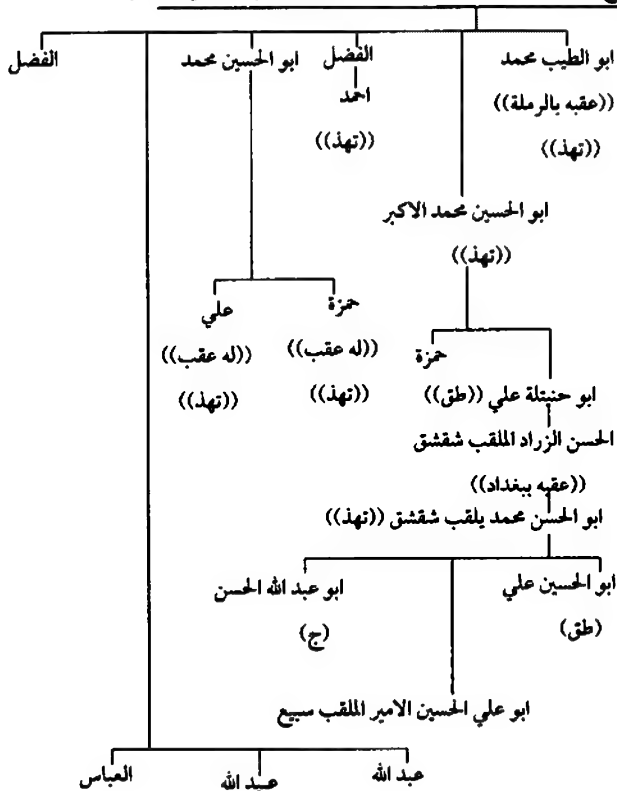 ابو الطيب محمد
((عقبه بالرملة))
((تهذ))
الفضل
احمد
((تهذ))
ابو الحسين محمد
الفضل
ابو الحسين محمد الاكبر
((تهذ))
حمزة
((له عقب))
((تهذ))
علي
((له عقب))
((تهذ))
حمزة
ابو حنيتلة علي ((طق))
الحسن الزراد الملقب شقشق
((عقبه ببغداد))
ابو الحسن محمد يلقب شقشق ((تهذ))
ابو الحسين علي
(طق)
ابو عبد الله الحسن
(ج)
ابو علي الحسين الامير الملقب سبيع
عبد الله
عبد الله
العباس